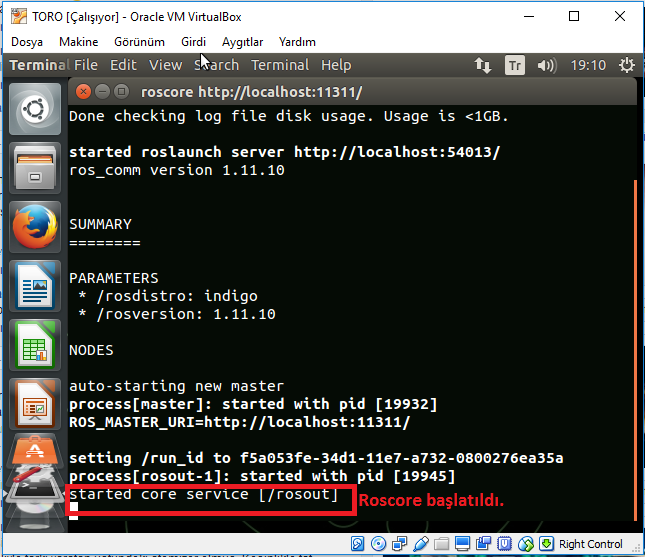 TORO [Çalışıyor] - Oracle VM VirtualBox
Dosya Makine Görünüm Girdi Aygıtlar Yardım
Terminal File Edit View Search Terminal Help Tr 19:10
roscore http://localhost:11311/
Done checking log file disk usage. Usage is <1GB.
started roslaunch server http://localhost:54013/
ros_comm version 1.11.10
SUMMARY
========
PARAMETERS
* /rosdistro: indigo
* /rosversion: 1.11.10
NODES
auto-starting new master
process[master]: started with pid [19932]
ROS_MASTER_URI=http://localhost:11311/
setting /run_id to f5a053fe-34d1-11e7-a732-0800276ea35a
process[rosout-1]: started with pid [19945]
started core service [/rosout] Roscore başlatıldı.
Right Control